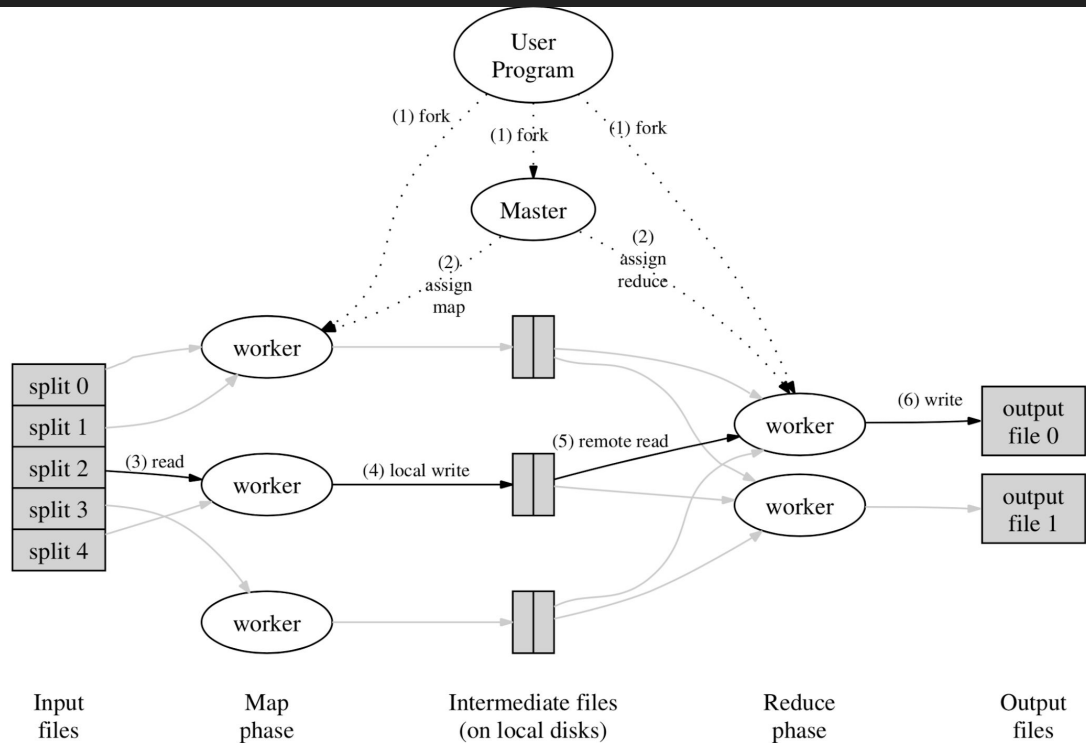 User
Program
(1) fork
(1) fork
(1) fork
Master
(2)
assign
map
(2)
assign
reduce
worker
split 0
split 1
split 2
split 3
split 4
(3) read
worker
(4) local write
worker
(5) remote read
worker
worker
(6) write
output
file 0
output
file 1
Input
files
Map
phase
Intermediate files
(on local disks)
Reduce
phase
Output
files